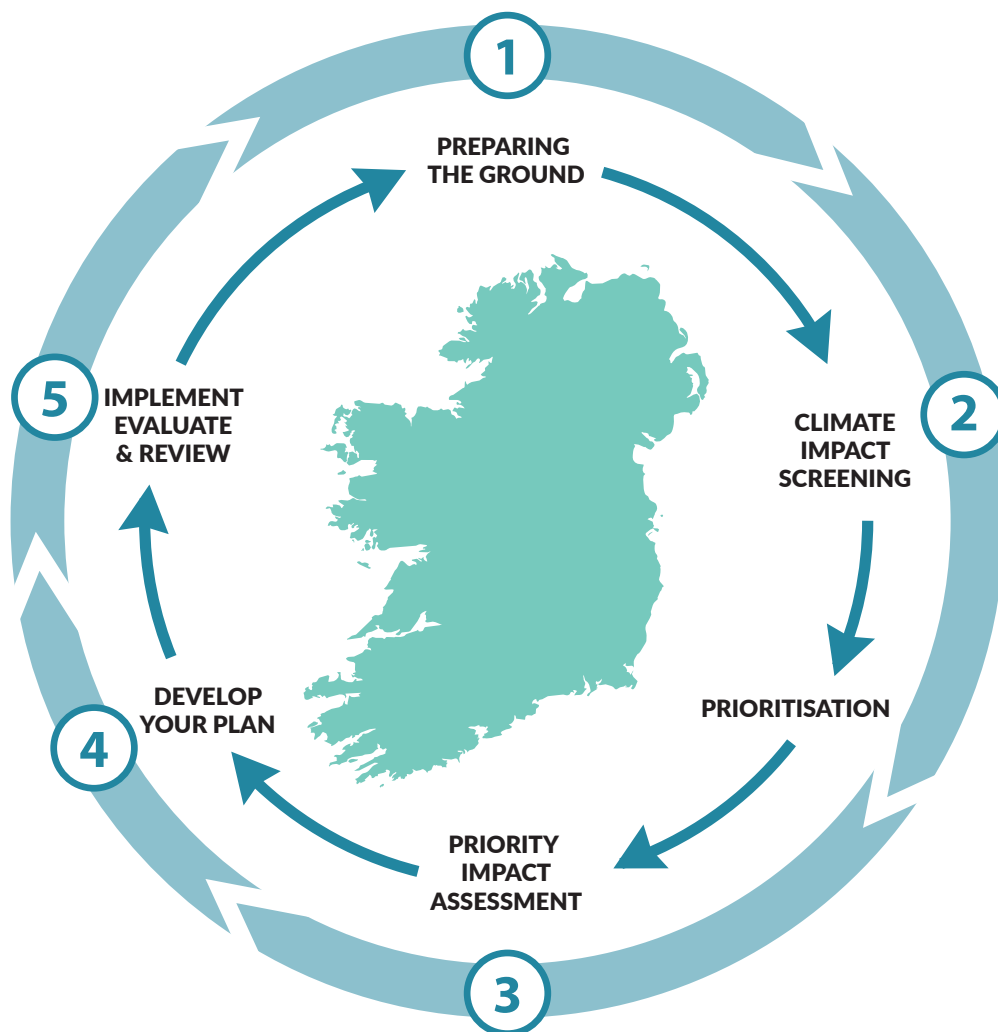 1
PREPARING
THE GROUND
2
CLIMATE
IMPACT
SCREENING
PRIORITISATION
3
PRIORITY
IMPACT
ASSESSMENT
4
DEVELOP
YOUR PLAN
5
IMPLEMENT
EVALUATE
& REVIEW